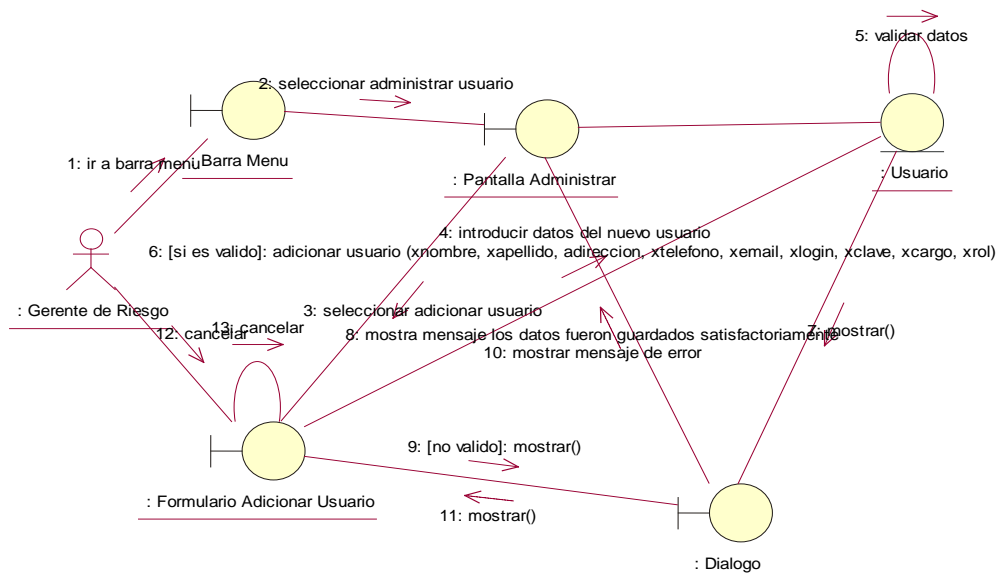 5: validar datos
2: seleccionar administrar usuario
1: ir a barra menu
Barra Menu
: Pantalla Administrar
: Usuario
4: introducir datos del nuevo usuario
6: [si es valido]: adicionar usuario (xnombre, xapellido, adireccion, xtelefono, xemail, xlogin, xclave, xcargo, xrol)
: Gerente de Riesgo
3: seleccionar adicionar usuario
13: cancelar
12: cancelar
8: mostra mensaje los datos fueron guardados satisfactoriamente
7: mostrar()
10: mostrar mensaje de error
9: [no valido]: mostrar()
: Formulario Adicionar Usuario
11: mostrar()
: Dialogo